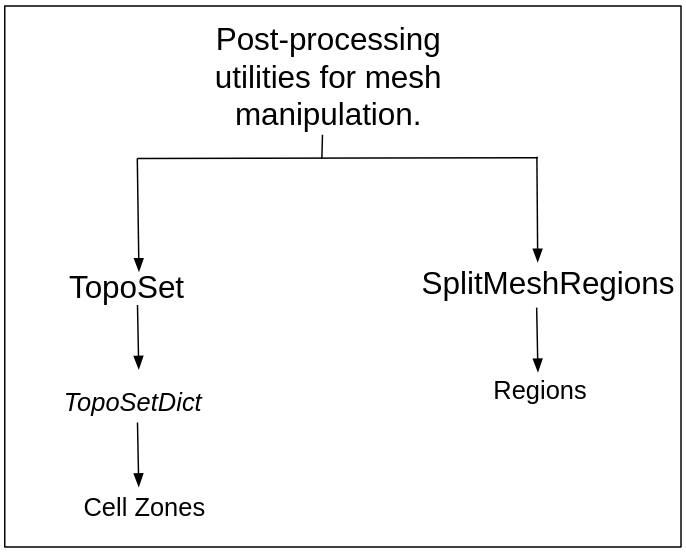 Post-processing
utilities for mesh
manipulation.
TopoSet
SplitMeshRegions
TopoSetDict
Regions
Cell Zones